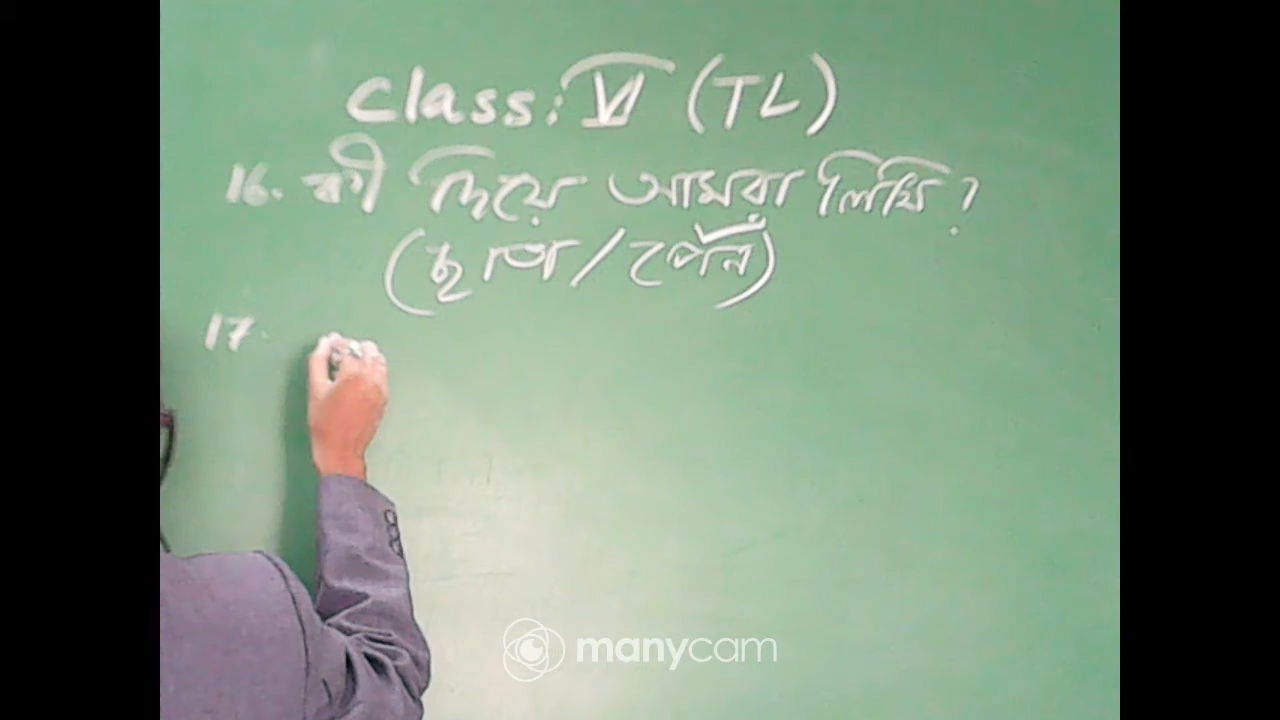 Class: VI (TL)
16. কী দিয়ে আমরা লিখি?
(ছাতা/পেন)
17.
manycam